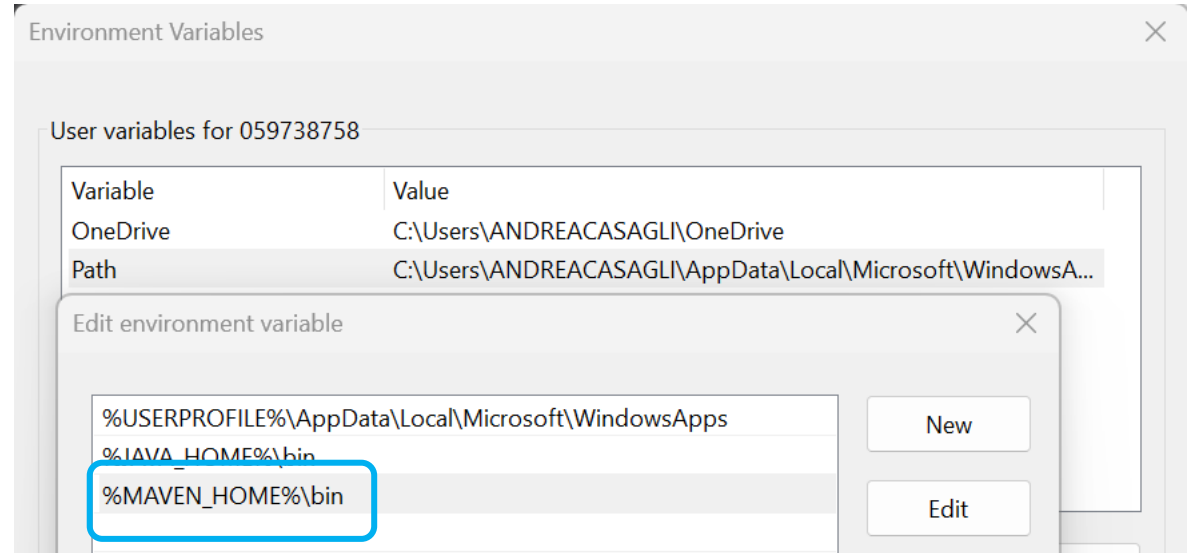 Environment Variables
User variables for 059738758
Variable Value
OneDrive C:\Users\ANDREACASAGLI\OneDrive
Path C:\Users\ANDREACASAGLI\AppData\Local\Microsoft\WindowsA...
Edit environment variable
%USERPROFILE%\AppData\Local\Microsoft\WindowsApps
New
%JAVA_HOME%\bin
%MAVEN_HOME%\bin
Edit